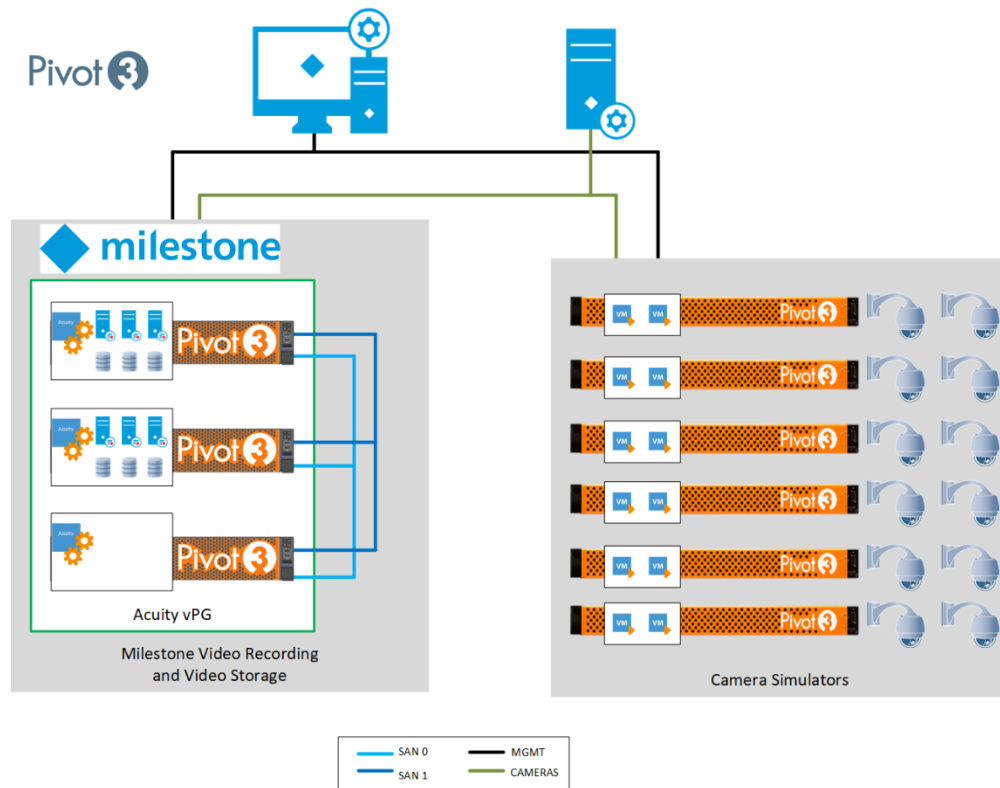 Pivot3
milestone
Acuity
Pivot3
Acuity
Pivot3
Acuity
Pivot3
Acuity vPG
Milestone Video Recording
and Video Storage
VM VM Pivot3
VM VM Pivot3
VM VM Pivot3
VM VM Pivot3
VM VM Pivot3
VM VM Pivot3
Camera Simulators
SAN 0 MGMT
SAN 1 CAMERAS